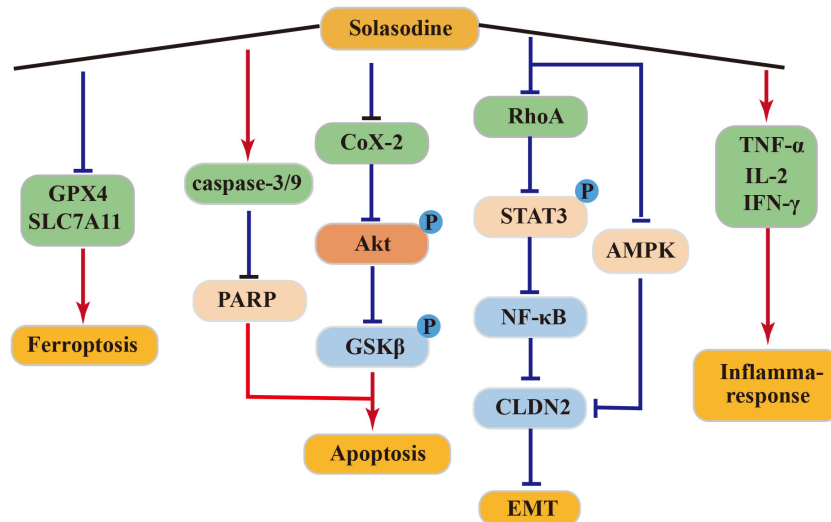 Solasodine
GPX4
SLC7A11
Ferroptosis
caspase-3/9
PARP
CoX-2
P
Akt
P
GSKβ
Apoptosis
RhoA
P
STAT3
NF-κB
CLDN2
EMT
AMPK
TNF-α
IL-2
IFN-γ
Inflamma-
response